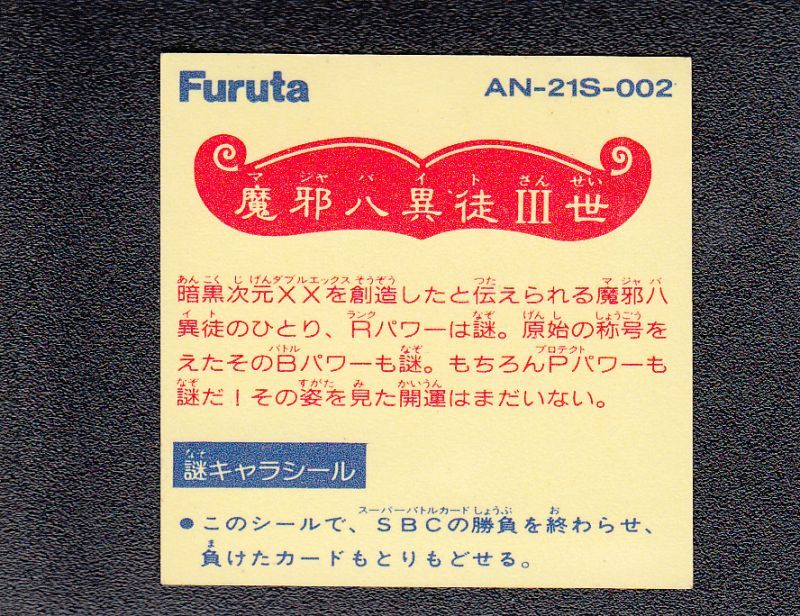 Furuta
AN-21S-002
マジャバイトざんせい
魔邪八異徒III世
あんこくじげんダブルエックスそうぞう つた マジャバ
暗黒次元XXを創造したと伝えられる魔邪八
イト ランク なぞ げんし しょうごう
異徒のひとり、Rパワーは謎。原始の称号を
バトル なぞ プロテクト
えたそのBパワーも謎。もちろんPパワーも
なぞ すがた み かいうん
謎だ!その姿を見た開運はまだいない。
なぞ
謎キャラシール
スーパーバトルカード しょうぶ お
●このシールで、SBCの勝負を終わらせ、
ま
負けたカードもとりもどせる。